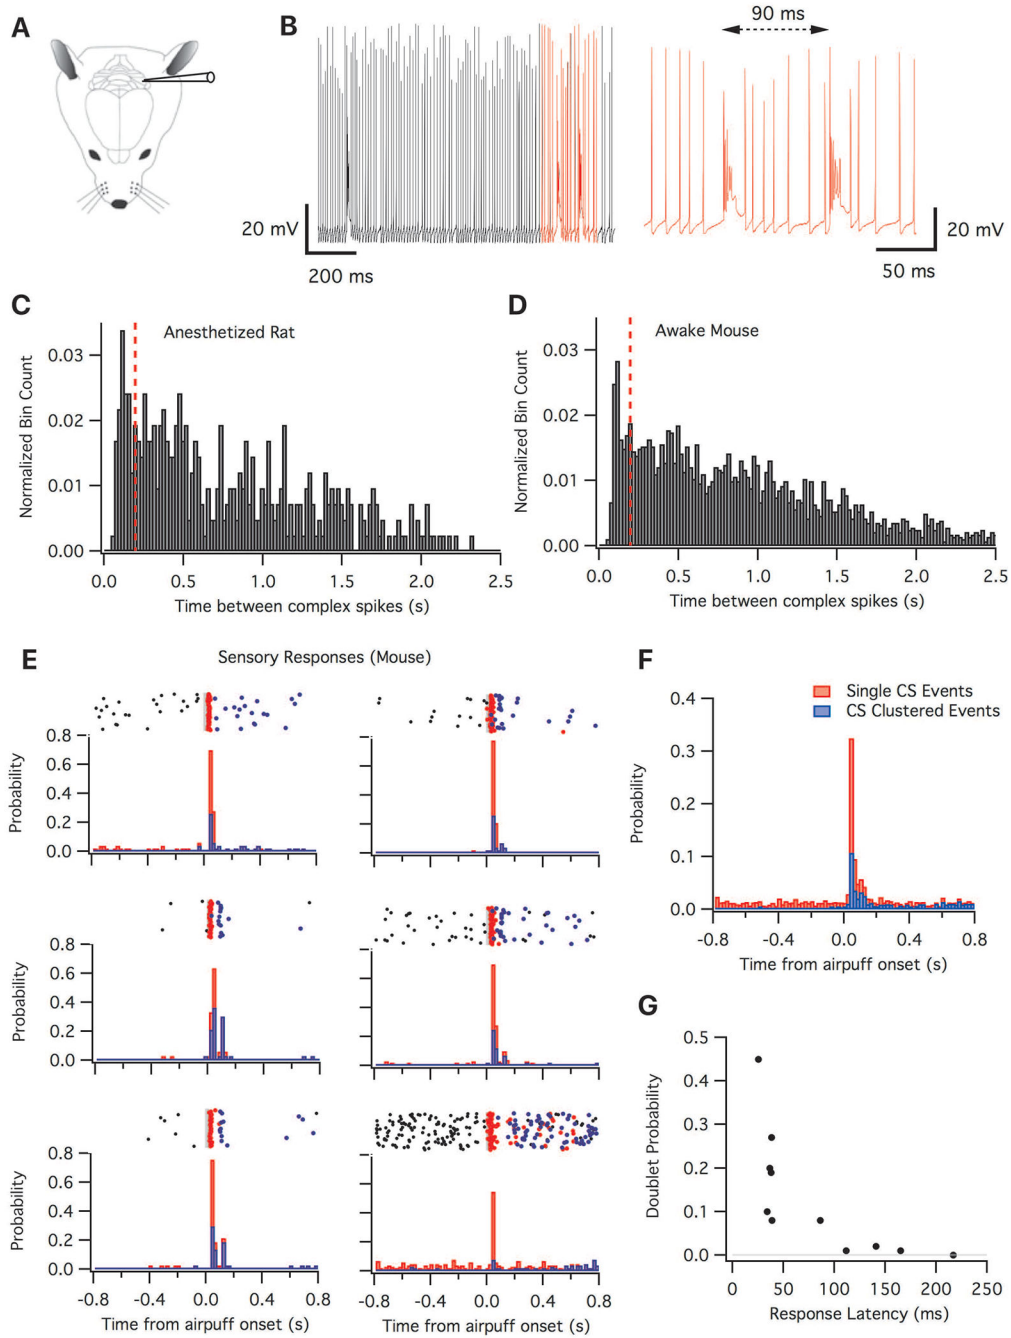 A
B
90 ms
20 mV
200 ms
20 mV
50 ms
C
Anesthetized Rat
Normalized Bin Count
0.03
0.02
0.01
0.00
0.0 0.5 1.0 1.5 2.0 2.5
Time between complex spikes (s)
D
Awake Mouse
Normalized Bin Count
0.03
0.02
0.01
0.00
0.0 0.5 1.0 1.5 2.0 2.5
Time between complex spikes (s)
E
Sensory Responses (Mouse)
Probability
0.8
0.6
0.4
0.2
0.0
Probability
0.8
0.6
0.4
0.2
0.0
Probability
0.8
0.6
0.4
0.2
0.0
-0.8 -0.4 0.0 0.4 0.8
Time from airpuff onset (s)
-0.8 -0.4 0.0 0.4 0.8
Time from airpuff onset (s)
F
Single CS Events
CS Clustered Events
Probability
0.4
0.3
0.2
0.1
0.0
-0.8 -0.4 0.0 0.4 0.8
Time from airpuff onset (s)
G
Doublet Probability
0.5
0.4
0.3
0.2
0.1
0.0
0 50 100 150 200 250
Response Latency (ms)